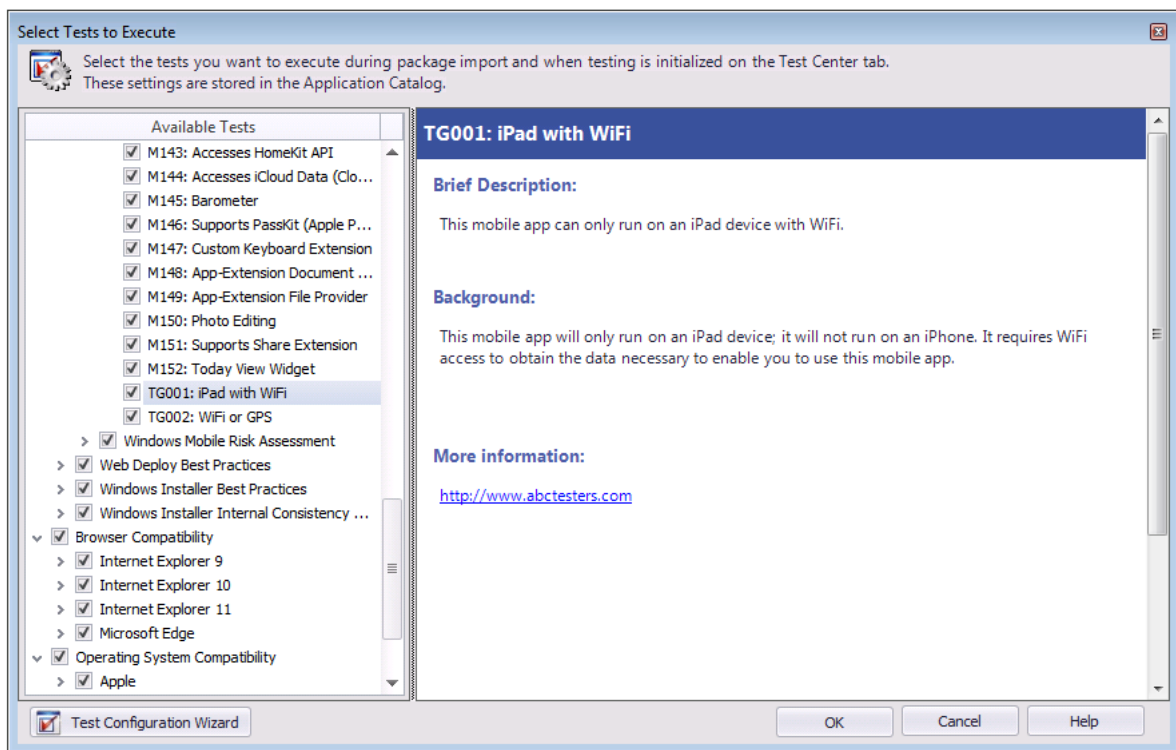 Select Tests to Execute
Select the tests you want to execute during package import and when testing is initialized on the Test Center tab.
These settings are stored in the Application Catalog.
Available Tests
M143: Accesses HomeKit API
M144: Accesses iCloud Data (Clo...
M145: Barometer
M146: Supports PassKit (Apple P...
M147: Custom Keyboard Extension
M148: App-Extension Document ...
M149: App-Extension File Provider
M150: Photo Editing
M151: Supports Share Extension
M152: Today View Widget
TG001: iPad with WiFi
TG002: WiFi or GPS
Windows Mobile Risk Assessment
Web Deploy Best Practices
Windows Installer Best Practices
Windows Installer Internal Consistency ...
Browser Compatibility
Internet Explorer 9
Internet Explorer 10
Internet Explorer 11
Microsoft Edge
Operating System Compatibility
Apple
TG001: iPad with WiFi
Brief Description:
This mobile app can only run on an iPad device with WiFi.
Background:
This mobile app will only run on an iPad device; it will not run on an iPhone. It requires WiFi
access to obtain the data necessary to enable you to use this mobile app.
More information:
http://www.abctesters.com
Test Configuration Wizard
OK
Cancel
Help